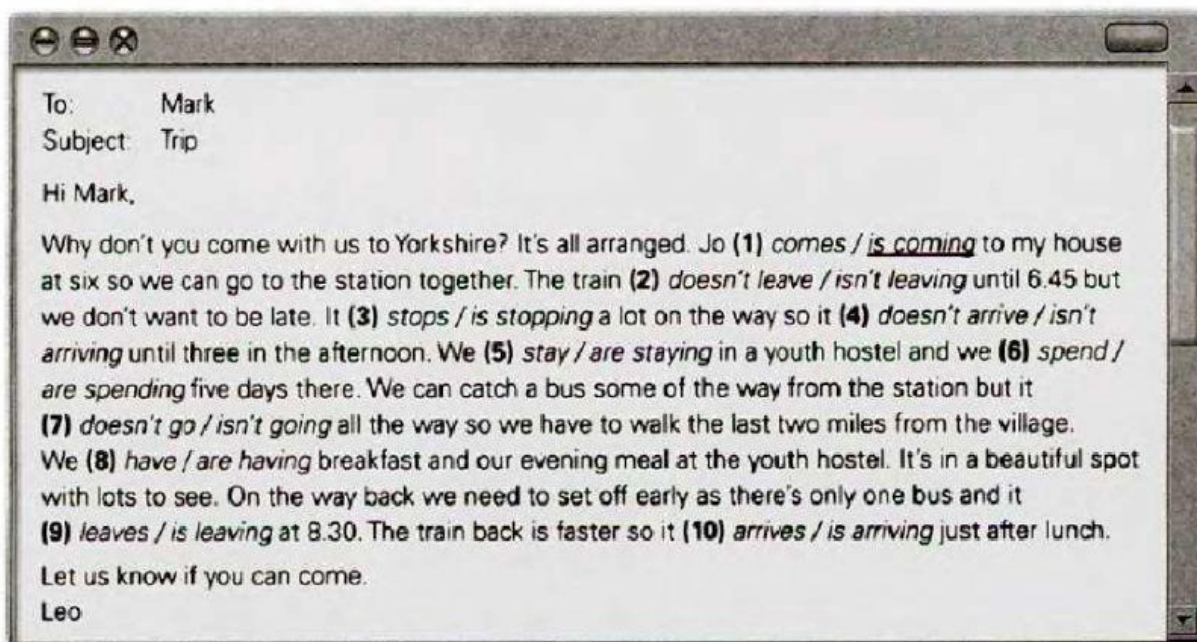 To: Mark
Subject: Trip
Hi Mark,
Why don't you come with us to Yorkshire? It's all arranged. Jo (1) comes / is coming to my house
at six so we can go to the station together. The train (2) doesn't leave / isn't leaving until 6.45 but
we don't want to be late. It (3) stops / is stopping a lot on the way so it (4) doesn't arrive / isn't
arriving until three in the afternoon. We (5) stay / are staying in a youth hostel and we (6) spend /
are spending five days there. We can catch a bus some of the way from the station but it
(7) doesn't go / isn't going all the way so we have to walk the last two miles from the village.
We (8) have / are having breakfast and our evening meal at the youth hostel. It's in a beautiful spot
with lots to see. On the way back we need to set off early as there's only one bus and it
(9) leaves / is leaving at 8.30. The train back is faster so it (10) arrives / is arriving just after lunch.
Let us know if you can come.
Leo